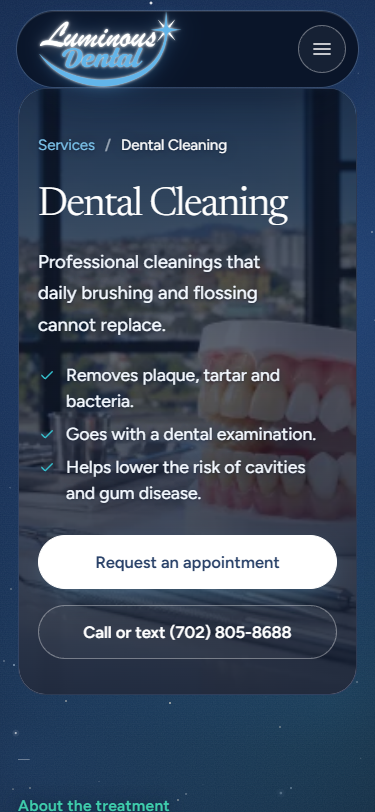 Luminous
Dental
Services / Dental Cleaning
Dental Cleaning
Professional cleanings that
daily brushing and flossing
cannot replace.
Removes plaque, tartar and
bacteria.
Goes with a dental examination.
Helps lower the risk of cavities
and gum disease.
Request an appointment
Call or text (702) 805-8688
About the treatment